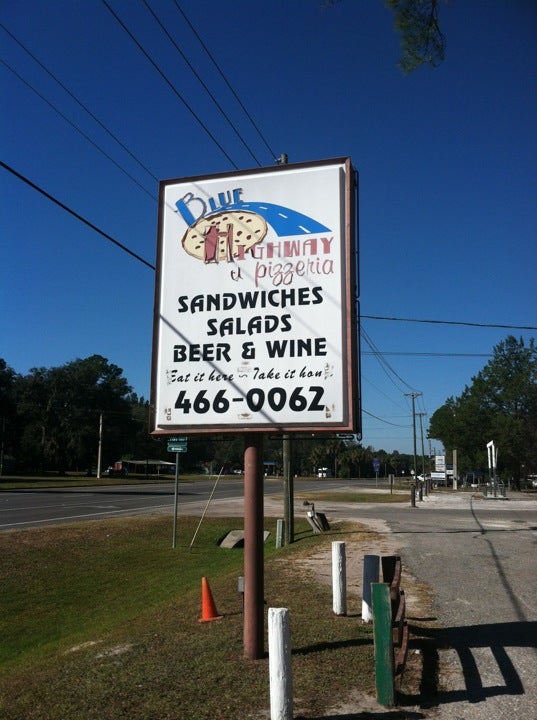 BLUE
HIGHWAY
a pizzeria
SANDWICHES
SALADS
BEER & WINE
Eat it here ~ Take it home
466-0062